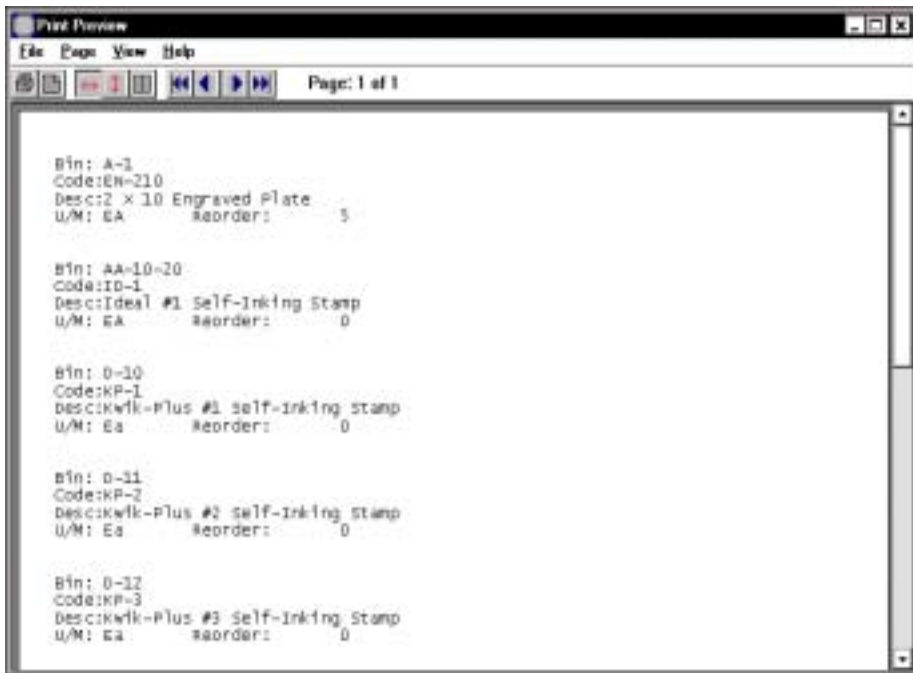 Print Preview
File Page View Help
Page: 1 of 1
Bin: A-1
Code:EN-210
Desc:2 x 10 Engraved Plate
U/M: EA Reorder: 5
Bin: AA-10-20
Code:ID-1
Desc:Ideal #1 Self-Inking Stamp
U/M: EA Reorder: 0
Bin: D-10
Code:KP-1
Desc:Kwik-Plus #1 Self-Inking Stamp
U/M: Ea Reorder: 0
Bin: D-11
Code:KP-2
Desc:Kwik-Plus #2 Self-Inking Stamp
U/M: Ea Reorder: 0
Bin: D-12
Code:KP-3
Desc:Kwik-Plus #3 Self-Inking Stamp
U/M: Ea Reorder: 0